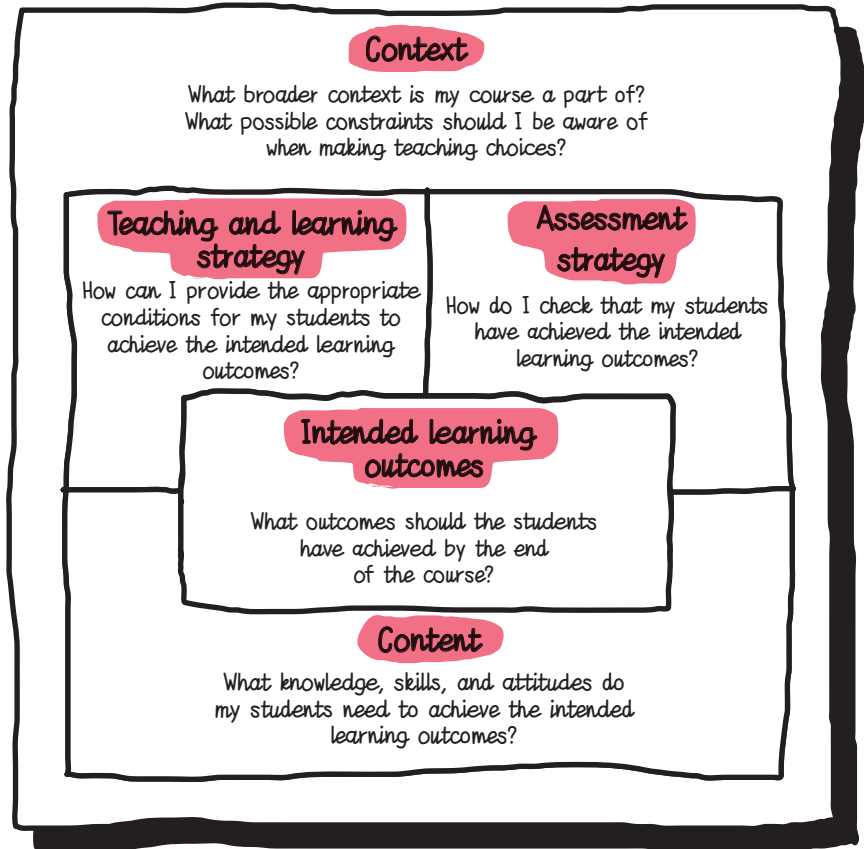 Context
What broader context is my course a part of?
What possible constraints should I be aware of
when making teaching choices?
Teaching and learning
strategy
How can I provide the appropriate
conditions for my students to
achieve the intended learning
outcomes?
Assessment
strategy
How do I check that my students
have achieved the intended
learning outcomes?
Intended learning
outcomes
What outcomes should the students
have achieved by the end
of the course?
Content
What knowledge, skills, and attitudes do
my students need to achieve the intended
learning outcomes?